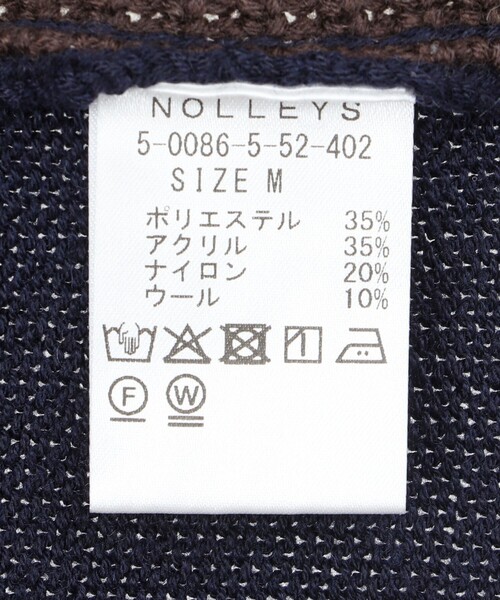 NOLLEYS
5-0086-5-52-402
SIZE M
ポリエステル 35%
アクリル 35%
ナイロン 20%
ウール 10%
F W